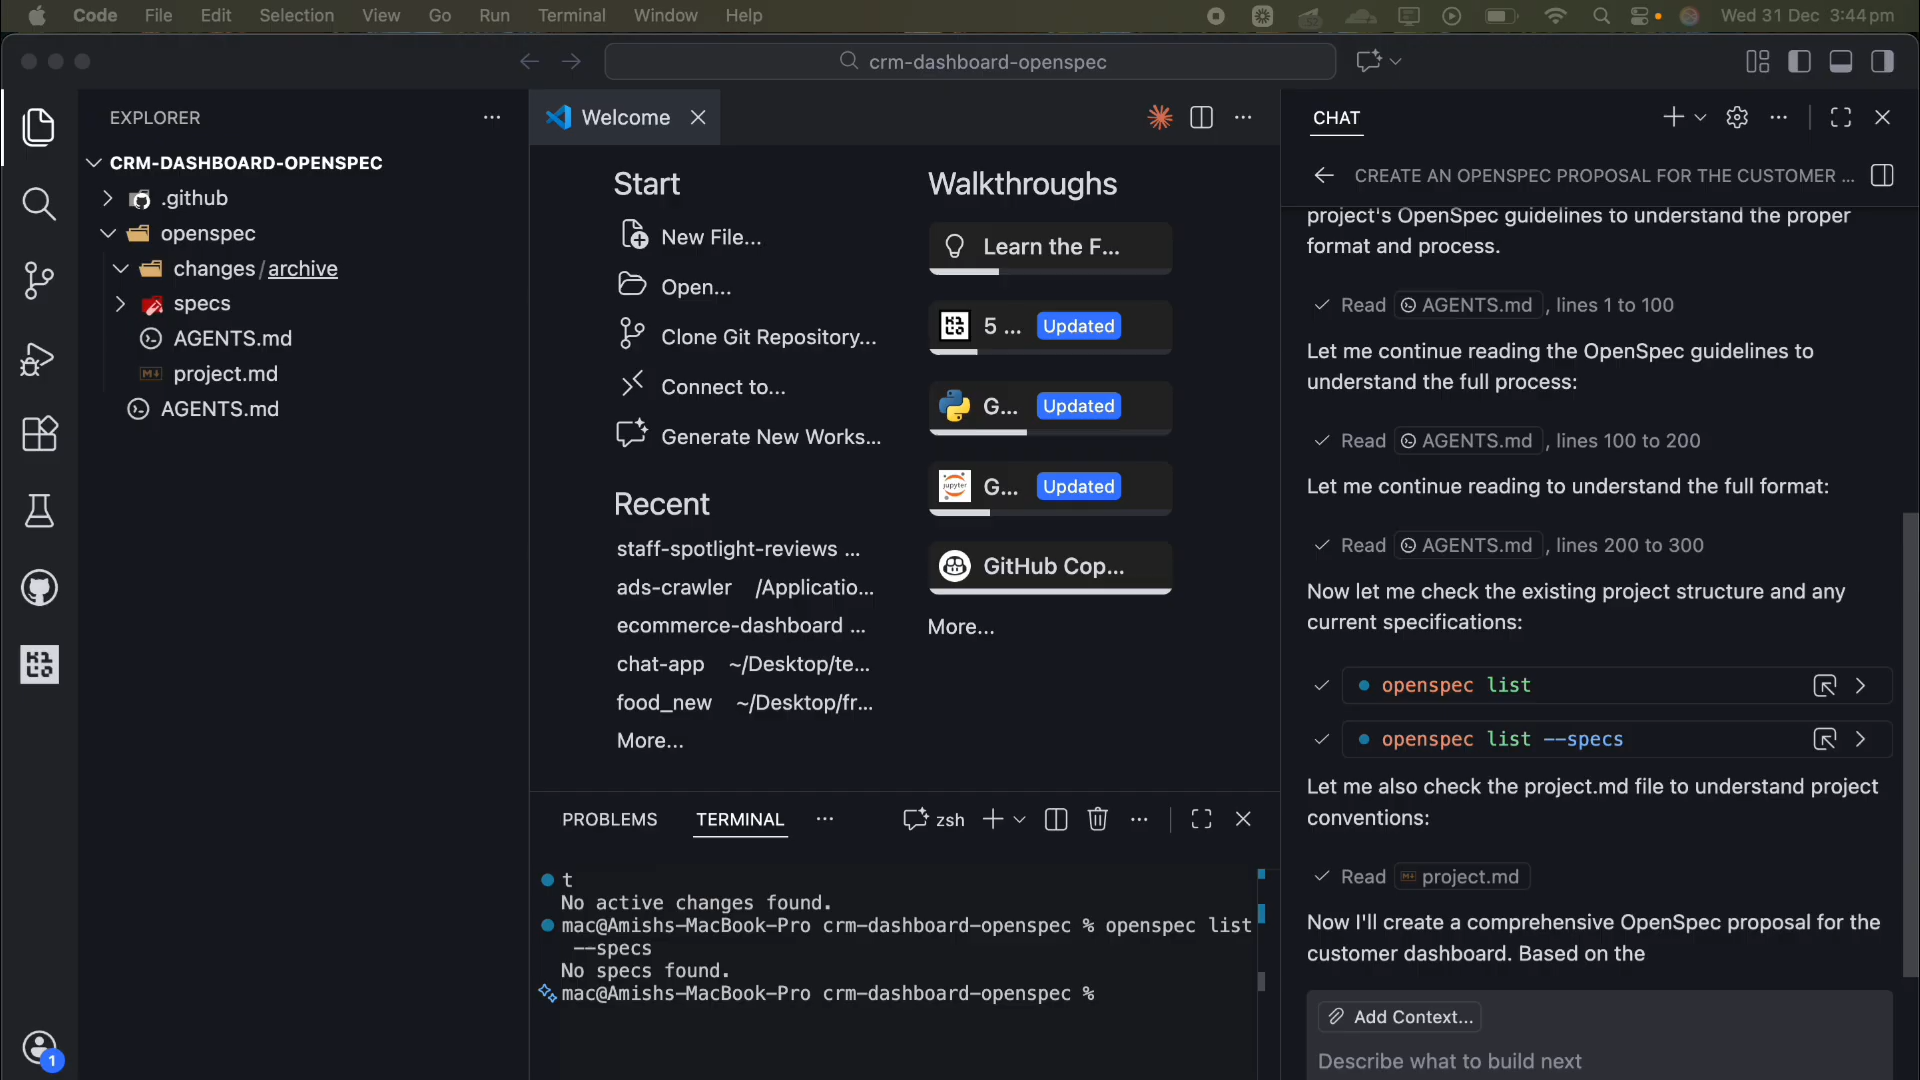 Code File Edit Selection View Go Run Terminal Window Help Wed 31 Dec 3:44pm
crm-dashboard-openspec
EXPLORER
CRM-DASHBOARD-OPENSPEC
.github
openspec
changes/archive
specs
AGENTS.md
project.md
AGENTS.md
1
Welcome
Start
New File...
Open...
Clone Git Repository...
Connect to...
Generate New Works...
Recent
staff-spotlight-reviews ...
ads-crawler /Applicatio...
ecommerce-dashboard ...
chat-app ~/Desktop/te...
food_new ~/Desktop/fr...
More...
Walkthroughs
Learn the F...
5 ... Updated
G... Updated
jupyter G... Updated
GitHub Cop...
More...
PROBLEMS TERMINAL zsh
t
No active changes found.
mac@Amishs-MacBook-Pro crm-dashboard-openspec % openspec list
--specs
No specs found.
mac@Amishs-MacBook-Pro crm-dashboard-openspec %
CHAT
CREATE AN OPENSPEC PROPOSAL FOR THE CUSTOMER ...
project's OpenSpec guidelines to understand the proper
format and process.
Read AGENTS.md, lines 1 to 100
Let me continue reading the OpenSpec guidelines to
understand the full process:
Read AGENTS.md, lines 100 to 200
Let me continue reading to understand the full format:
Read AGENTS.md, lines 200 to 300
Now let me check the existing project structure and any
current specifications:
openspec list
openspec list --specs
Let me also check the project.md file to understand project
conventions:
Read project.md
Now I'll create a comprehensive OpenSpec proposal for the
customer dashboard. Based on the
Add Context...
Describe what to build next